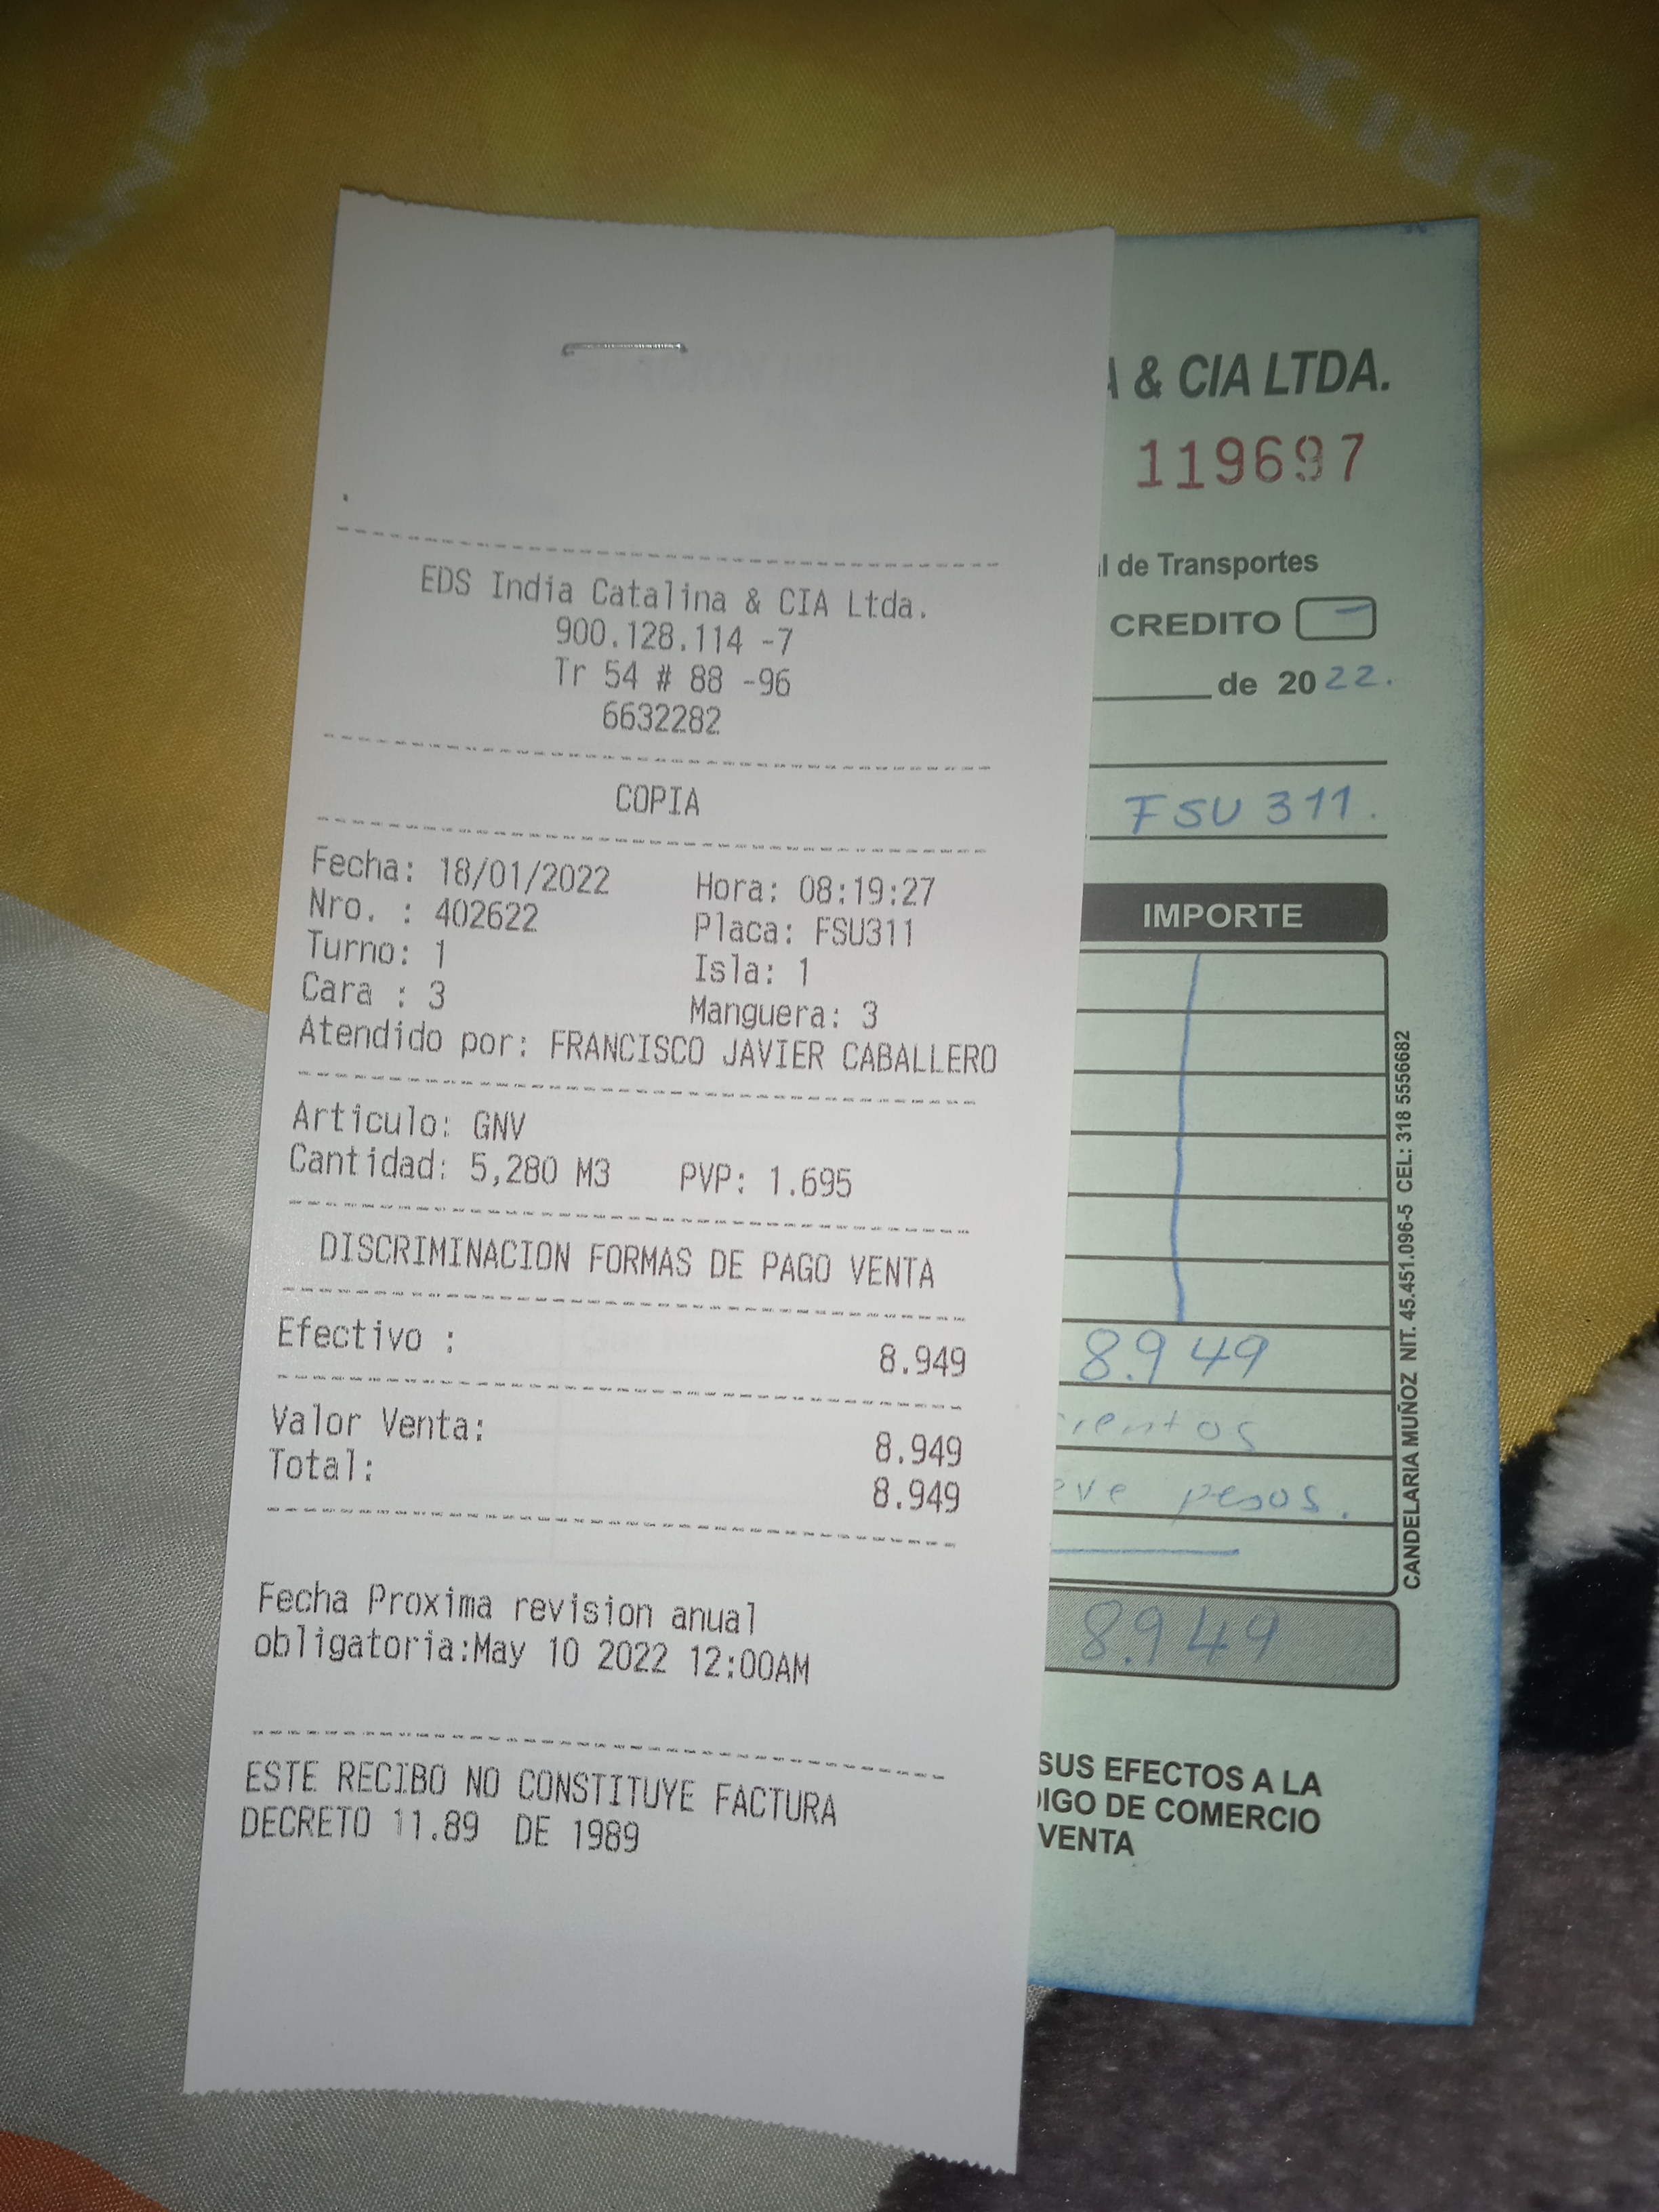 EDS India Catalina & CIA Ltda.
900.128.114 -7
Tr 54 # 88 -96
6632282
COPIA
Fecha: 18/01/2022 Hora: 08:19:27
Nro. : 402622 Placa: FSU311
Turno: 1 Isla: 1
Cara : 3 Manguera: 3
Atendido por: FRANCISCO JAVIER CABALLERO
Articulo: GNV
Cantidad: 5,280 M3 PVP: 1.695
DISCRIMINACION FORMAS DE PAGO VENTA
Efectivo : 8.949
Valor Venta: 8.949
Total: 8.949
Fecha Proxima revision anual
obligatoria:May 10 2022 12:00AM
ESTE RECIBO NO CONSTITUYE FACTURA
DECRETO 11.89 DE 1989
A & CIA LTDA.
119697
l de Transportes
CREDITO
de 2022.
FSU 311.
IMPORTE
8.949
ientos
eve pesos.
8.949
SUS EFECTOS A LA
DIGO DE COMERCIO
VENTA
CANDELARIA MUÑOZ NIT. 45.451.096-5 CEL: 318 5556682